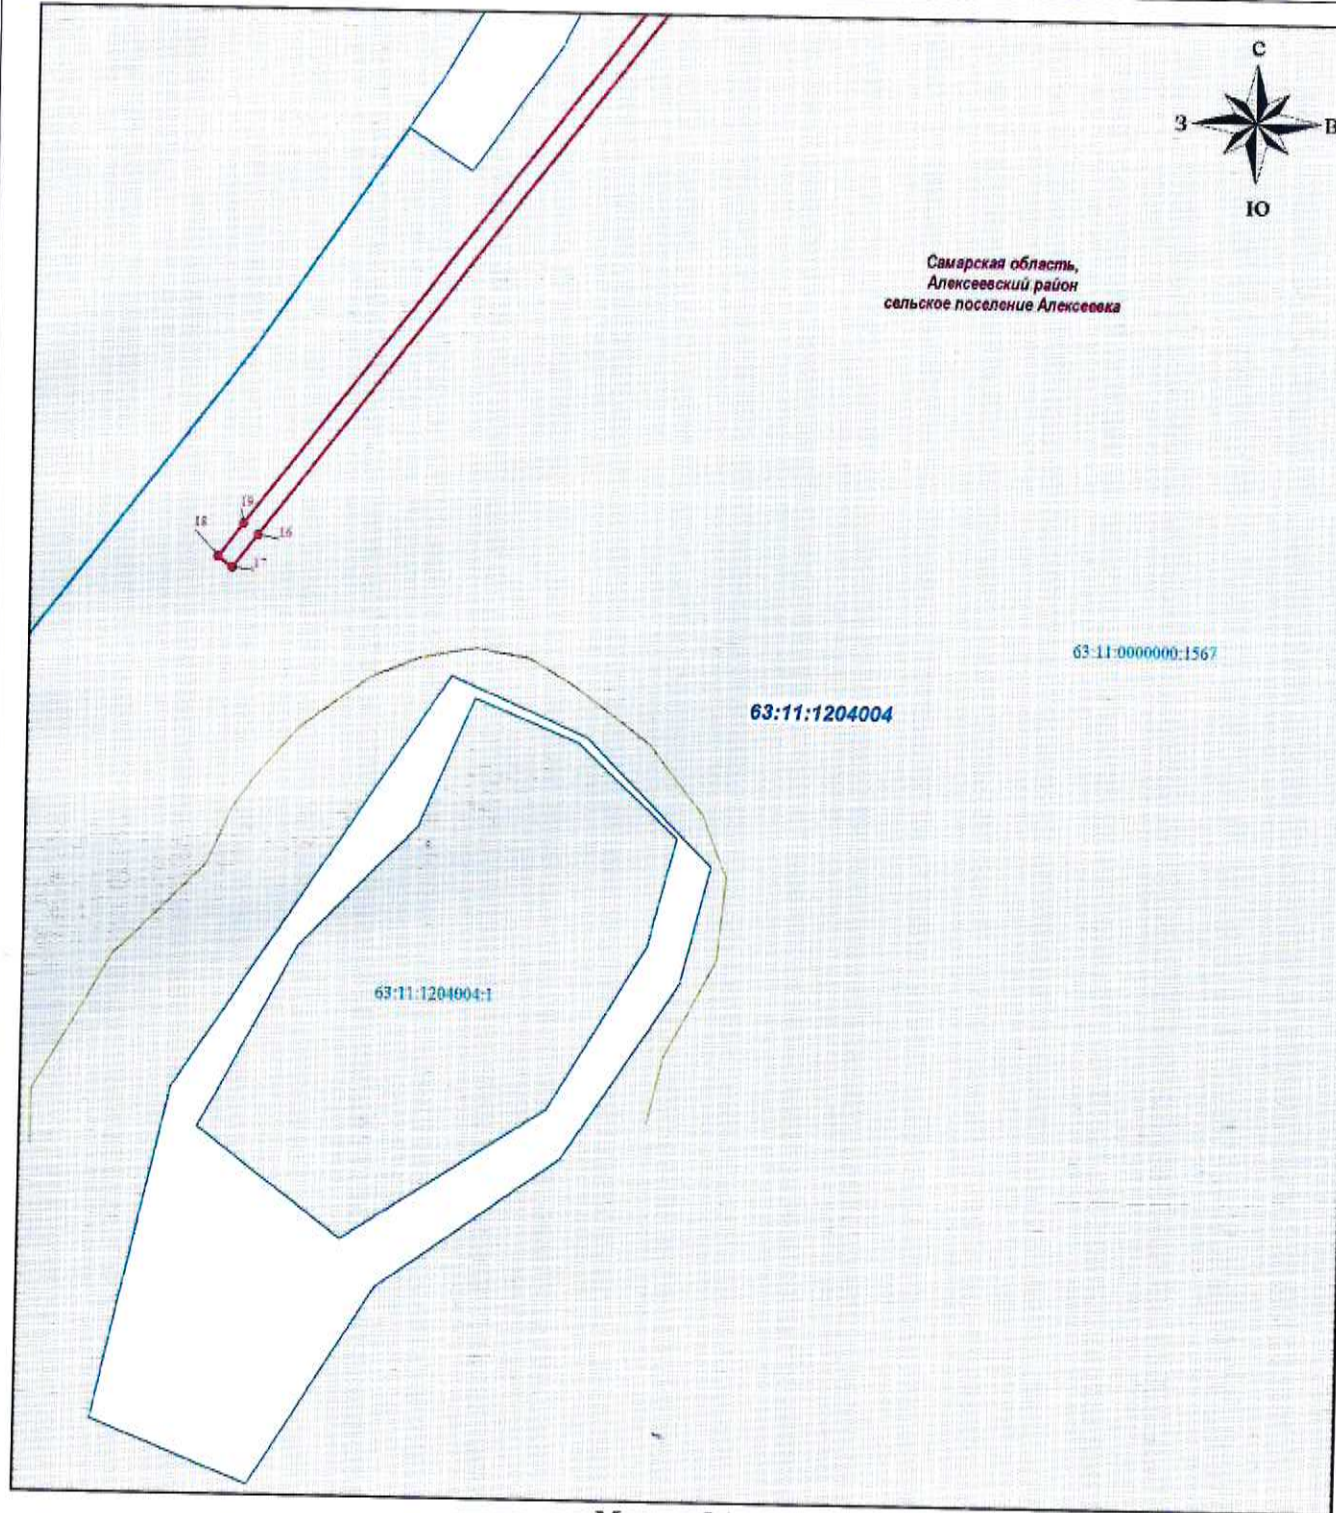 С
З
В
Ю
Самарская область,
Алексеевский район
сельское поселение Алексеевка
19
18
16
17
63:11:0000000:1567
63:11:1204004
63:11:1204004:1